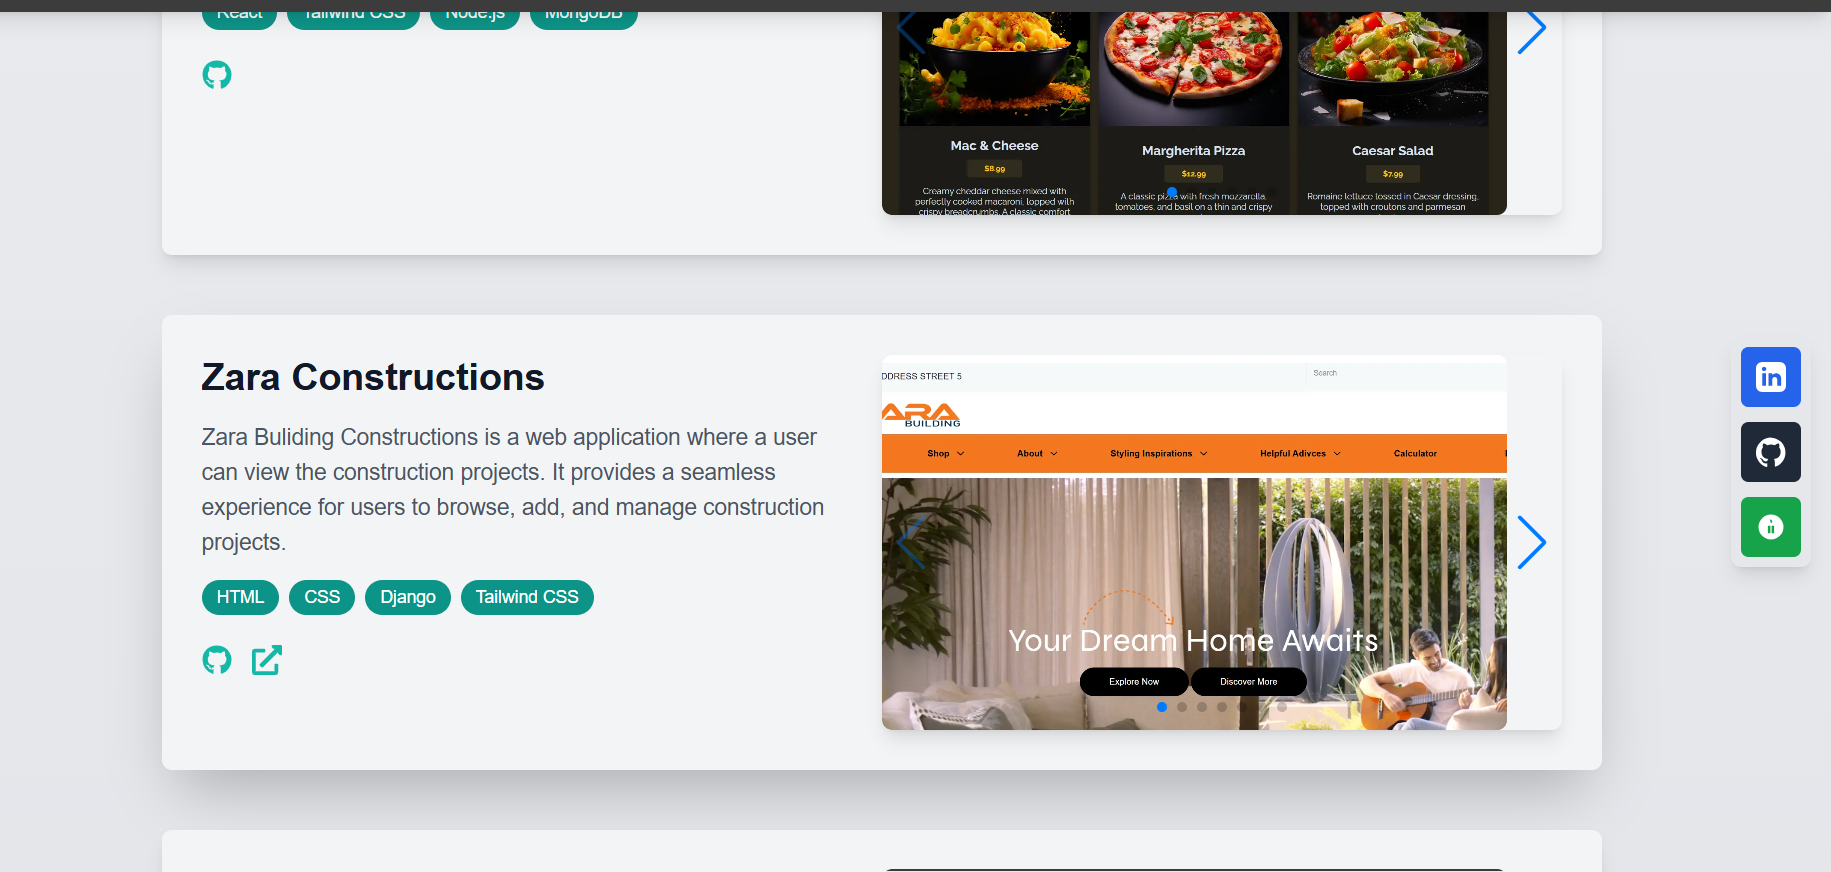 React Tailwind CSS Node.js MongoDB
Mac & Cheese
$8.99
Creamy cheddar cheese mixed with
perfectly cooked macaroni, topped with
crispy breadcrumbs. A classic comfort
Margherita Pizza
$12.99
A classic pizza with fresh mozzarella,
tomatoes, and basil on a thin and crispy
Caesar Salad
$7.99
Romaine lettuce tossed in Caesar dressing,
topped with croutons and parmesan
Zara Constructions
Zara Buliding Constructions is a web application where a user
can view the construction projects. It provides a seamless
experience for users to browse, add, and manage construction
projects.
HTML CSS Django Tailwind CSS
DDRESS STREET 5
Search
ARA
BUILDING
Shop About Styling Inspirations Helpful Adivces Calculator
Your Dream Home Awaits
Explore Now Discover More
in